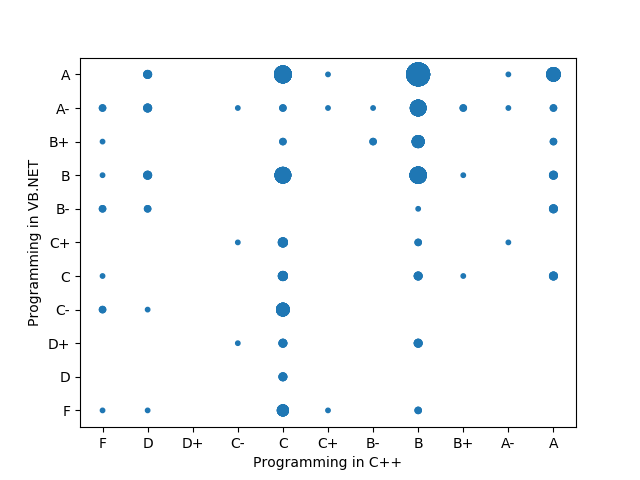 Programming in VB.NET
A
A-
B+
B
B-
C+
C
C-
D+
D
F
F D D+ C- C C+ B- B B+ A- A
Programming in C++